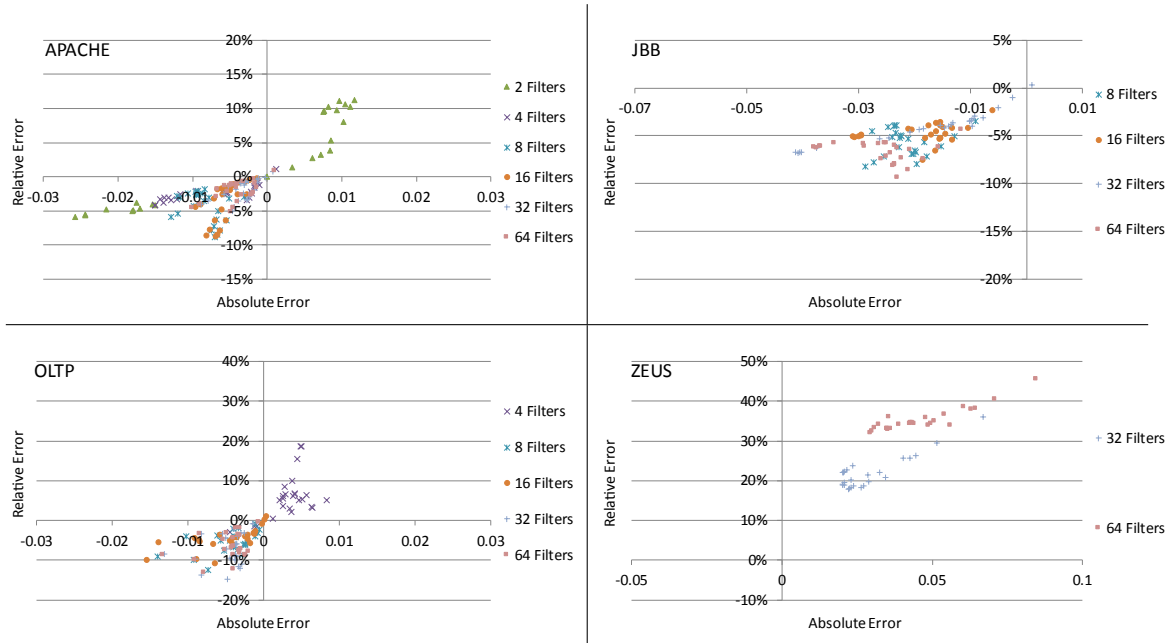 APACHE
Relative Error
20%
15%
10%
5%
0%
-5%
-10%
-15%
-0.03
-0.02
-0.01
0
0.01
0.02
0.03
Absolute Error
2 Filters
4 Filters
8 Filters
16 Filters
32 Filters
64 Filters
JBB
Relative Error
5%
0%
-5%
-10%
-15%
-20%
-0.07
-0.05
-0.03
-0.01
0.01
Absolute Error
8 Filters
16 Filters
32 Filters
64 Filters
OLTP
Relative Error
40%
30%
20%
10%
0%
-10%
-20%
-0.03
-0.02
-0.01
0
0.01
0.02
0.03
Absolute Error
4 Filters
8 Filters
16 Filters
32 Filters
64 Filters
ZEUS
Relative Error
50%
40%
30%
20%
10%
0%
-10%
-0.05
0
0.05
0.1
Absolute Error
32 Filters
64 Filters